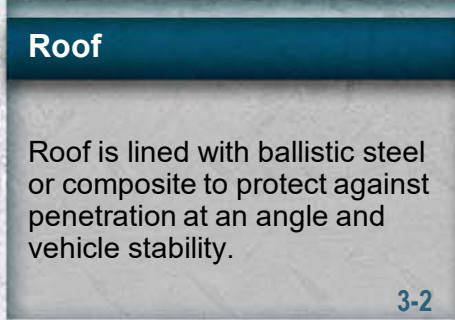 Roof
Roof is lined with ballistic steel
or composite to protect against
penetration at an angle and
vehicle stability.
3-2